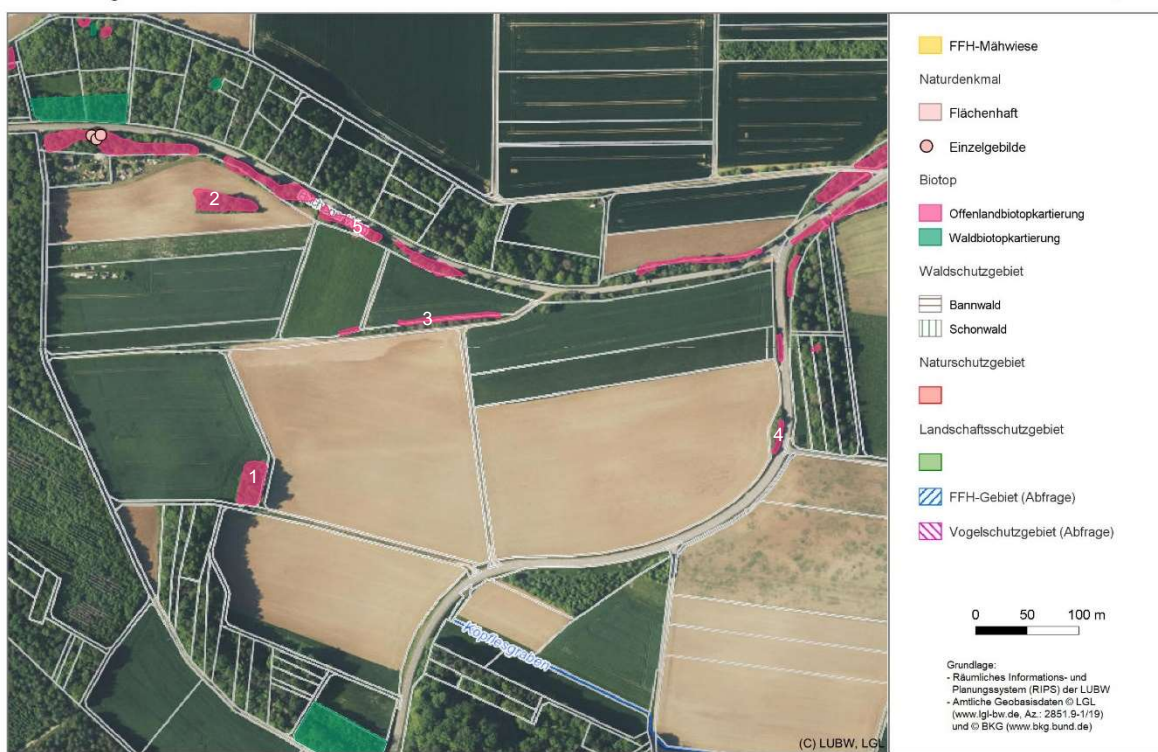 2
5
3
4
1
Kopflesgraben
(C) LUBW, LGL
FFH-Mähwiese
Naturdenkmal
Flächenhaft
Einzelgebilde
Biotop
Offenlandbiotopkartierung
Waldbiotopkartierung
Waldschutzgebiet
Bannwald
Schonwald
Naturschutzgebiet
Landschaftsschutzgebiet
FFH-Gebiet (Abfrage)
Vogelschutzgebiet (Abfrage)
0 50 100 m
Grundlage:
- Räumliches Informations- und
Planungssystem (RIPS) der LUBW
- Amtliche Geobasisdaten © LGL
(www.lgl-bw.de, Az.: 2851.9-1/19)
und © BKG (www.bkg.bund.de)